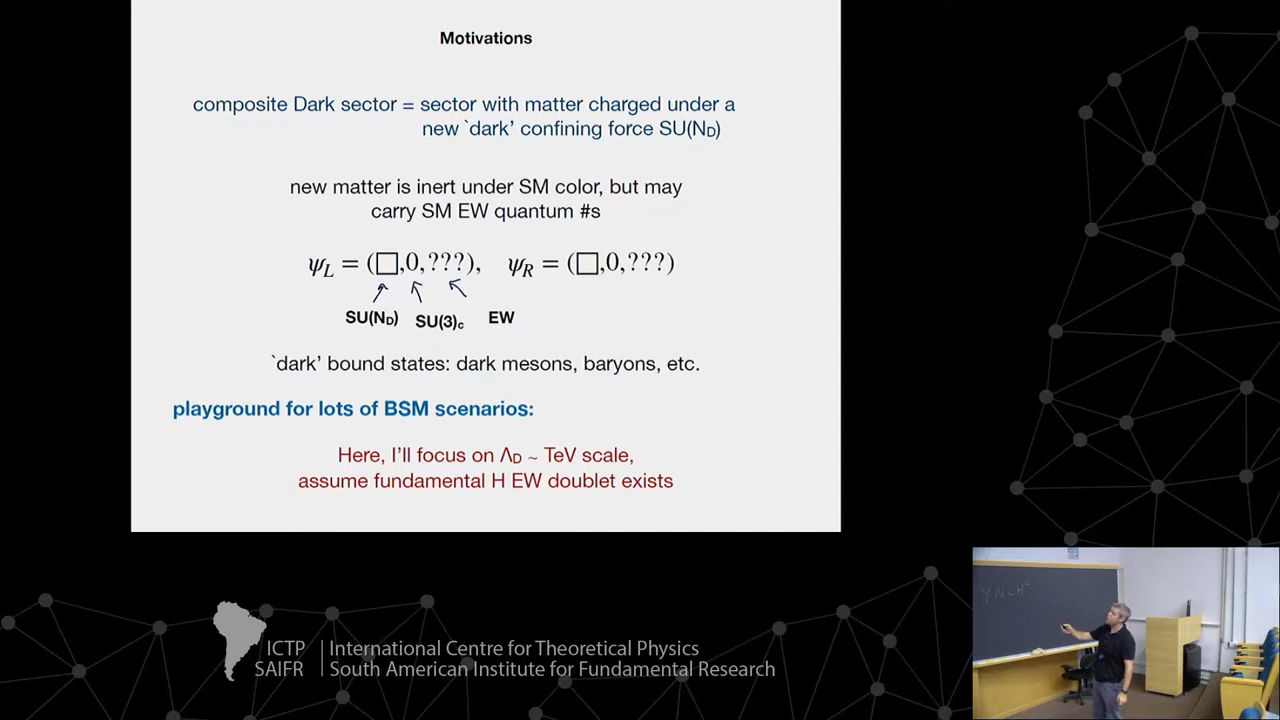 Motivations
composite Dark sector = sector with matter charged under a
new `dark' confining force SU(N_D)
new matter is inert under SM color, but may
carry SM EW quantum #s
ψ_L = (□,0,???), ψ_R = (□,0,???)
SU(N_D) SU(3)_c EW
`dark' bound states: dark mesons, baryons, etc.
playground for lots of BSM scenarios:
Here, I'll focus on Λ_D ~ TeV scale,
assume fundamental H EW doublet exists
ICTP
SAIFR
International Centre for Theoretical Physics
South American Institute for Fundamental Research